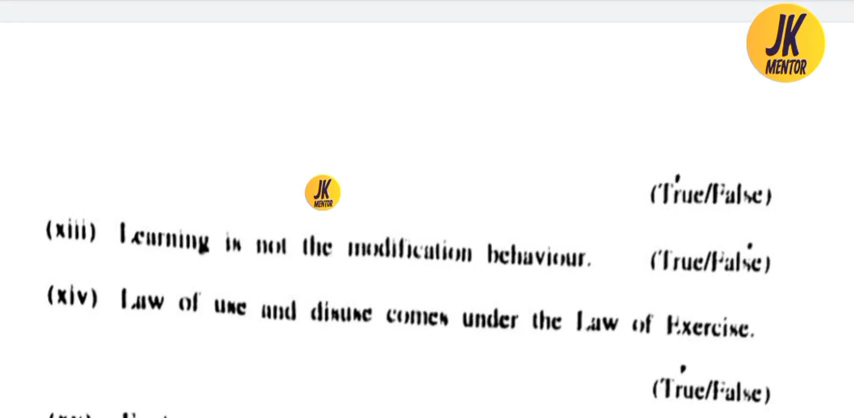 JK
MENTOR
(True/False)
JK
MENTOR
(xiii) Learning is not the modification behaviour. (True/False)
(xiv) Law of use and disuse comes under the Law of Exercise.
(True/False)